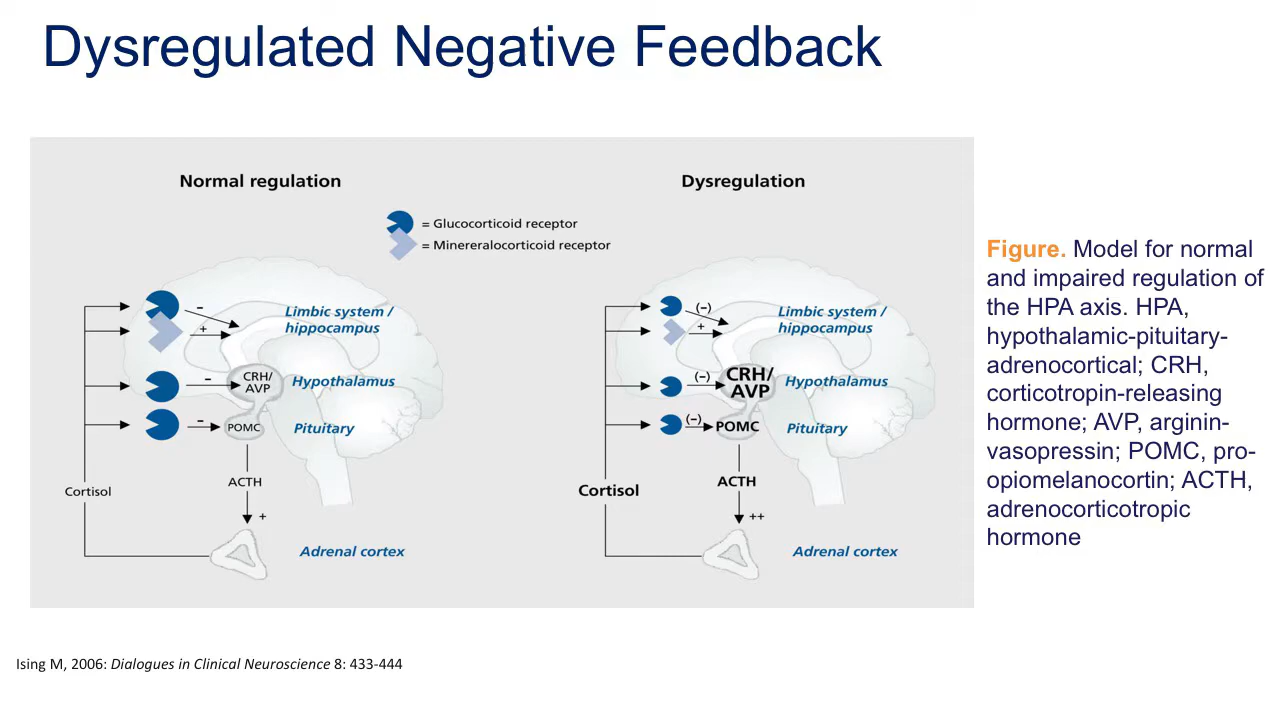 Dysregulated Negative Feedback
Normal regulation
Dysregulation
= Glucocorticoid receptor
= Minereralocorticoid receptor
–
+
Limbic system /
hippocampus
–
CRH/
AVP
Hypothalamus
–
POMC
Pituitary
Cortisol
ACTH
+
Adrenal cortex
(–)
+
Limbic system /
hippocampus
(–)
CRH/
AVP
Hypothalamus
(–)
POMC
Pituitary
Cortisol
ACTH
++
Adrenal cortex
Figure. Model for normal
and impaired regulation of
the HPA axis. HPA,
hypothalamic-pituitary-
adrenocortical; CRH,
corticotropin-releasing
hormone; AVP, arginin-
vasopressin; POMC, pro-
opiomelanocortin; ACTH,
adrenocorticotropic
hormone
Ising M, 2006: Dialogues in Clinical Neuroscience 8: 433-444